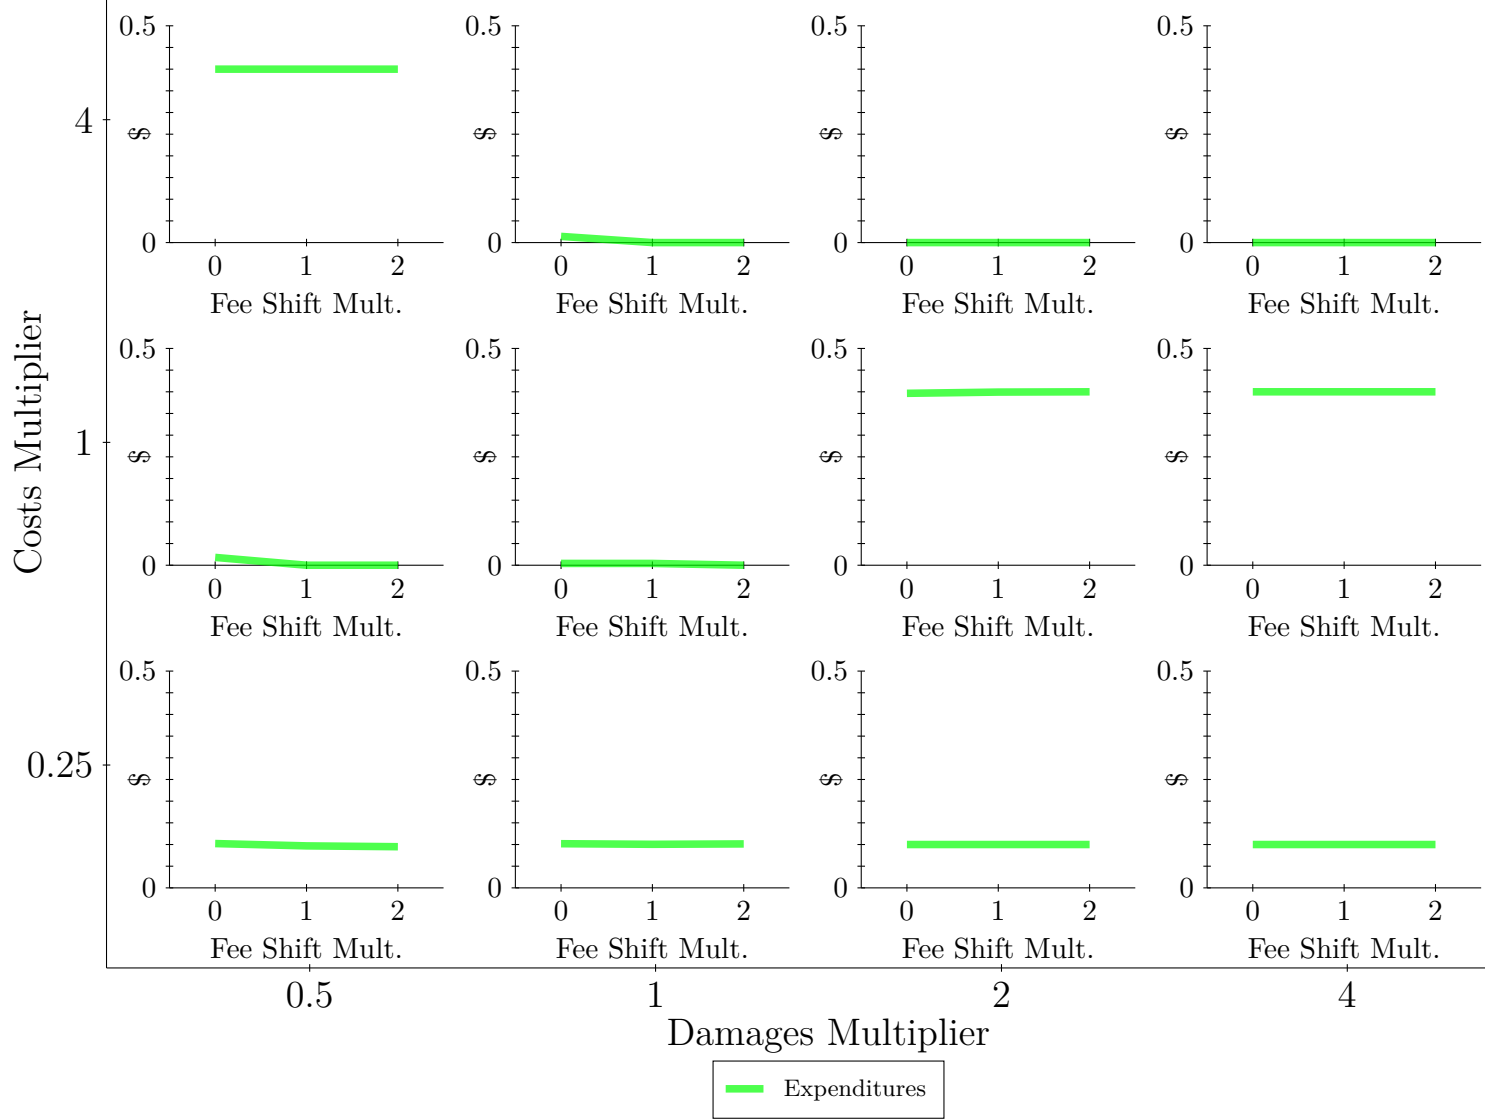 0.5 0.5 0.5 0.5
4 $ $ $ $
0 0 0 0
0 1 2 0 1 2 0 1 2 0 1 2
Fee Shift Mult. Fee Shift Mult. Fee Shift Mult. Fee Shift Mult.
Costs Multiplier
0.5 0.5 0.5 0.5
1 $ $ $ $
0 0 0 0
0 1 2 0 1 2 0 1 2 0 1 2
Fee Shift Mult. Fee Shift Mult. Fee Shift Mult. Fee Shift Mult.
0.5 0.5 0.5 0.5
0.25 $ $ $ $
0 0 0 0
0 1 2 0 1 2 0 1 2 0 1 2
Fee Shift Mult. Fee Shift Mult. Fee Shift Mult. Fee Shift Mult.
0.5 1 2 4
Damages Multiplier
Expenditures